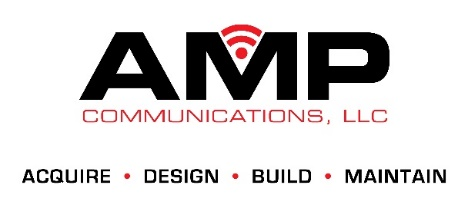 AMP
COMMUNICATIONS, LLC
ACQUIRE • DESIGN • BUILD • MAINTAIN